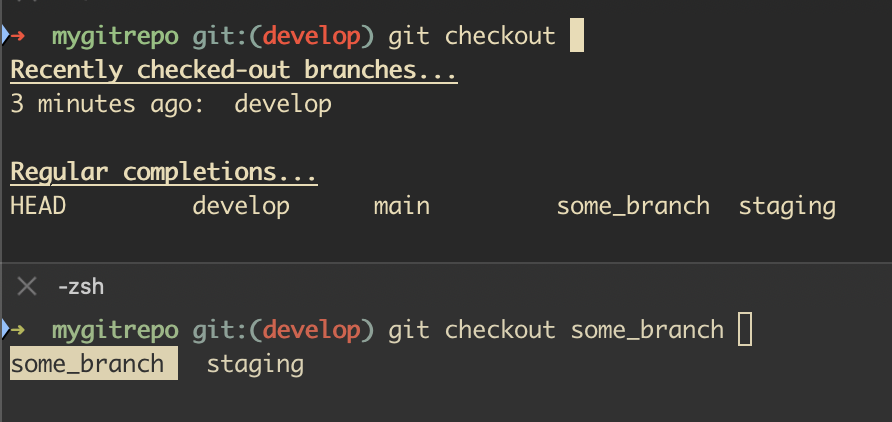 ➜ mygitrepo git:(develop) git checkout
Recently checked-out branches...
3 minutes ago: develop
Regular completions...
HEAD develop main some_branch staging
-zsh
➜ mygitrepo git:(develop) git checkout some_branch
some_branch staging